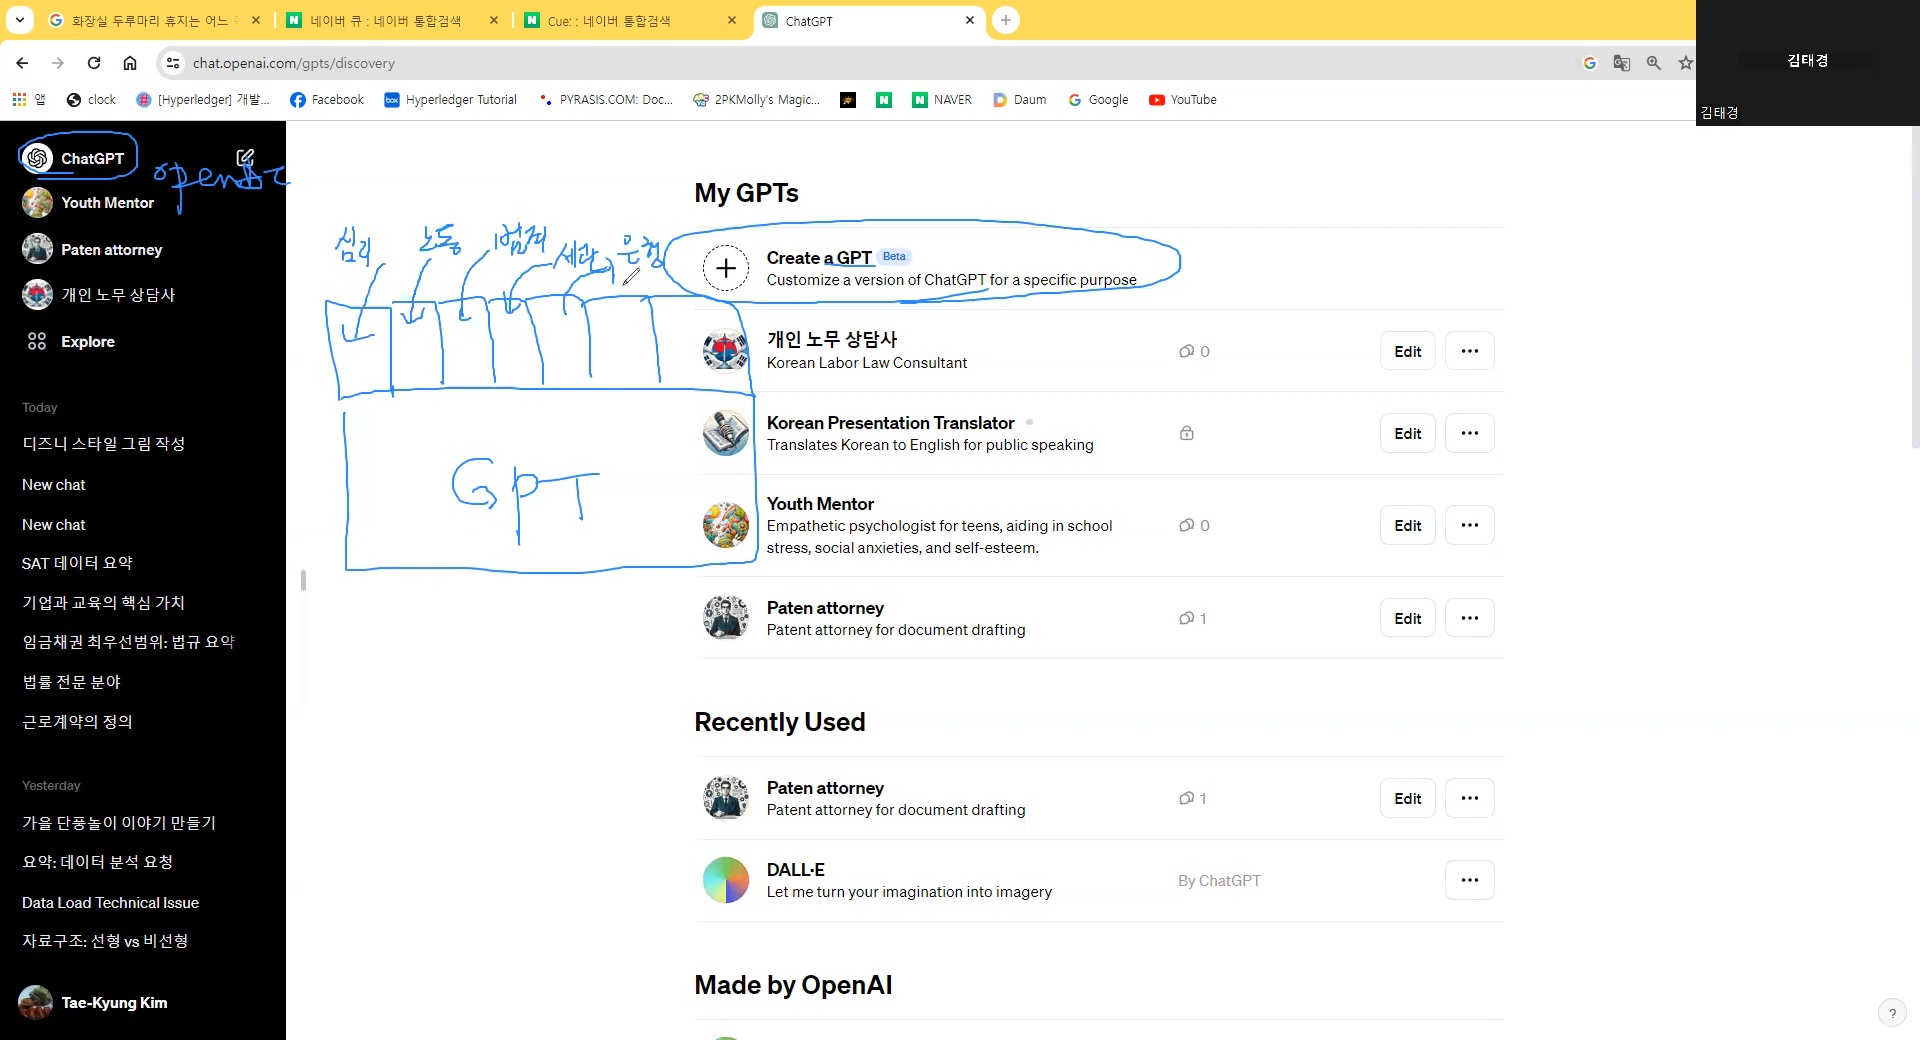 화장실 두루마리 휴지는 어느
네이버 큐 : 네이버 통합검색
Cue: : 네이버 통합검색
ChatGPT
chat.openai.com/gpts/discovery
앱
clock
[Hyperledger] 개발...
Facebook
Hyperledger Tutorial
PYRASIS.COM: Doc...
2PKMolly's Magic...
NAVER
Daum
Google
YouTube
김태경
김태경
ChatGPT
Youth Mentor
Paten attorney
개인 노무 상담사
Explore
Today
디즈니 스타일 그림 작성
New chat
New chat
SAT 데이터 요약
기업과 교육의 핵심 가치
임금채권 최우선범위: 법규 요약
법률 전문 분야
근로계약의 정의
Yesterday
가을 단풍놀이 이야기 만들기
요약: 데이터 분석 요청
Data Load Technical Issue
자료구조: 선형 vs 비선형
Tae-Kyung Kim
심리 노동 범죄 세관 은행
GPT
My GPTs
Create a GPT Beta
Customize a version of ChatGPT for a specific purpose
개인 노무 상담사
Korean Labor Law Consultant
0
Edit
Korean Presentation Translator
Translates Korean to English for public speaking
Edit
Youth Mentor
Empathetic psychologist for teens, aiding in school
stress, social anxieties, and self-esteem.
0
Edit
Paten attorney
Patent attorney for document drafting
1
Edit
Recently Used
Paten attorney
Patent attorney for document drafting
1
Edit
DALL·E
Let me turn your imagination into imagery
By ChatGPT
Made by OpenAI
?